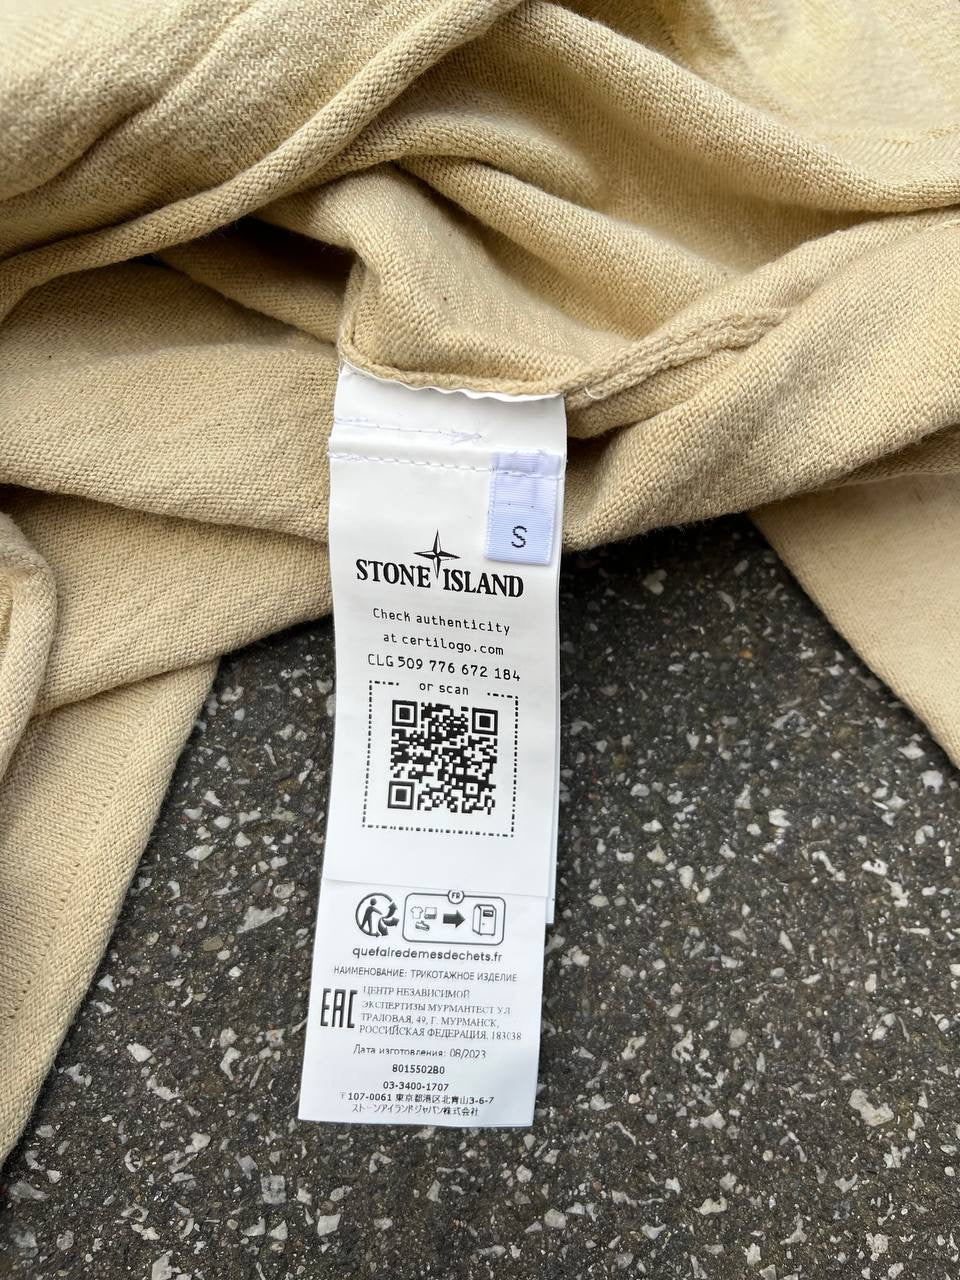 S
STONE ISLAND
Check authenticity
at certilogo.com
CLG 509 776 672 184
or scan
FR
quefairedemesdechets.fr
НАИМЕНОВАНИЕ: ТРИКОТАЖНОЕ ИЗДЕЛИЕ
EAC
ЦЕНТР НЕЗАВИСИМОЙ
ЭКСПЕРТИЗЫ МУРМАНТЕСТ УЛ
ТРАЛОВАЯ, 49, Г. МУРМАНСК,
РОССИЙСКАЯ ФЕДЕРАЦИЯ, 183038
Дата изготовления: 08/2023
8015502B0
03-3400-1707
〒107-0061 東京都港区北青山3-6-7
ストーンアイランドジャパン株式会社